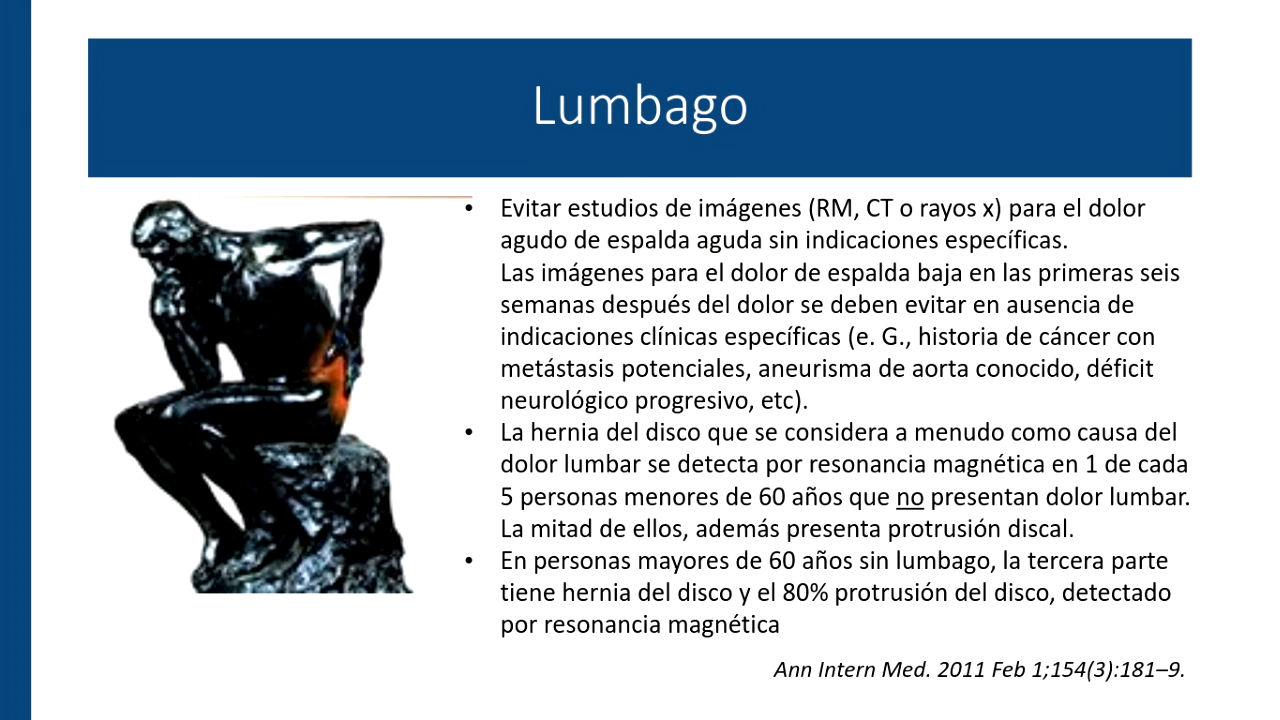 Lumbago
• Evitar estudios de imágenes (RM, CT o rayos x) para el dolor
agudo de espalda aguda sin indicaciones específicas.
Las imágenes para el dolor de espalda baja en las primeras seis
semanas después del dolor se deben evitar en ausencia de
indicaciones clínicas específicas (e. G., historia de cáncer con
metástasis potenciales, aneurisma de aorta conocido, déficit
neurológico progresivo, etc).
• La hernia del disco que se considera a menudo como causa del
dolor lumbar se detecta por resonancia magnética en 1 de cada
5 personas menores de 60 años que no presentan dolor lumbar.
La mitad de ellos, además presenta protrusión discal.
• En personas mayores de 60 años sin lumbago, la tercera parte
tiene hernia del disco y el 80% protrusión del disco, detectado
por resonancia magnética
Ann Intern Med. 2011 Feb 1;154(3):181–9.